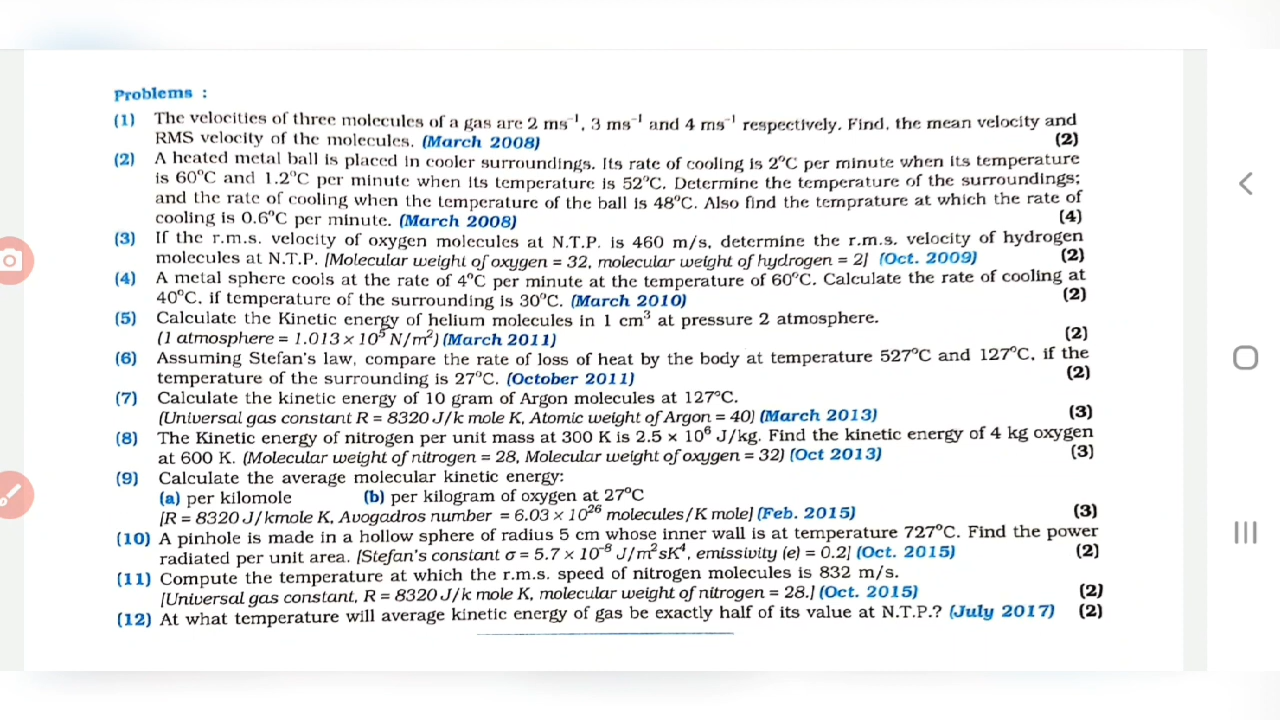 Problems :
(1) The velocities of three molecules of a gas are 2 ms⁻¹, 3 ms⁻¹ and 4 ms⁻¹ respectively. Find, the mean velocity and
RMS velocity of the molecules. (March 2008) (2)
(2) A heated metal ball is placed in cooler surroundings. Its rate of cooling is 2°C per minute when its temperature
is 60°C and 1.2°C per minute when its temperature is 52°C. Determine the temperature of the surroundings;
and the rate of cooling when the temperature of the ball is 48°C. Also find the temprature at which the rate of
cooling is 0.6°C per minute. (March 2008) (4)
(3) If the r.m.s. velocity of oxygen molecules at N.T.P. is 460 m/s, determine the r.m.s. velocity of hydrogen
molecules at N.T.P. [Molecular weight of oxygen = 32, molecular weight of hydrogen = 2] (Oct. 2009) (2)
(4) A metal sphere cools at the rate of 4°C per minute at the temperature of 60°C. Calculate the rate of cooling at
40°C. if temperature of the surrounding is 30°C. (March 2010) (2)
(5) Calculate the Kinetic energy of helium molecules in 1 cm³ at pressure 2 atmosphere.
(1 atmosphere = 1.013 × 10⁵ N/m²) (March 2011) (2)
(6) Assuming Stefan's law, compare the rate of loss of heat by the body at temperature 527°C and 127°C, if the
temperature of the surrounding is 27°C. (October 2011) (2)
(7) Calculate the kinetic energy of 10 gram of Argon molecules at 127°C.
(Universal gas constant R = 8320 J/k mole K, Atomic weight of Argon = 40) (March 2013) (3)
(8) The Kinetic energy of nitrogen per unit mass at 300 K is 2.5 × 10⁶ J/kg. Find the kinetic energy of 4 kg oxygen
at 600 K. (Molecular weight of nitrogen = 28, Molecular weight of oxygen = 32) (Oct 2013) (3)
(9) Calculate the average molecular kinetic energy:
(a) per kilomole (b) per kilogram of oxygen at 27°C
[R = 8320 J/kmole K, Avogadros number = 6.03 × 10²⁶ molecules/K mole] (Feb. 2015) (3)
(10) A pinhole is made in a hollow sphere of radius 5 cm whose inner wall is at temperature 727°C. Find the power
radiated per unit area. [Stefan's constant σ = 5.7 × 10⁻⁸ J/m²sK⁴, emissivity (e) = 0.2] (Oct. 2015) (2)
(11) Compute the temperature at which the r.m.s. speed of nitrogen molecules is 832 m/s.
[Universal gas constant, R = 8320 J/k mole K, molecular weight of nitrogen = 28.] (Oct. 2015) (2)
(12) At what temperature will average kinetic energy of gas be exactly half of its value at N.T.P.? (July 2017) (2)